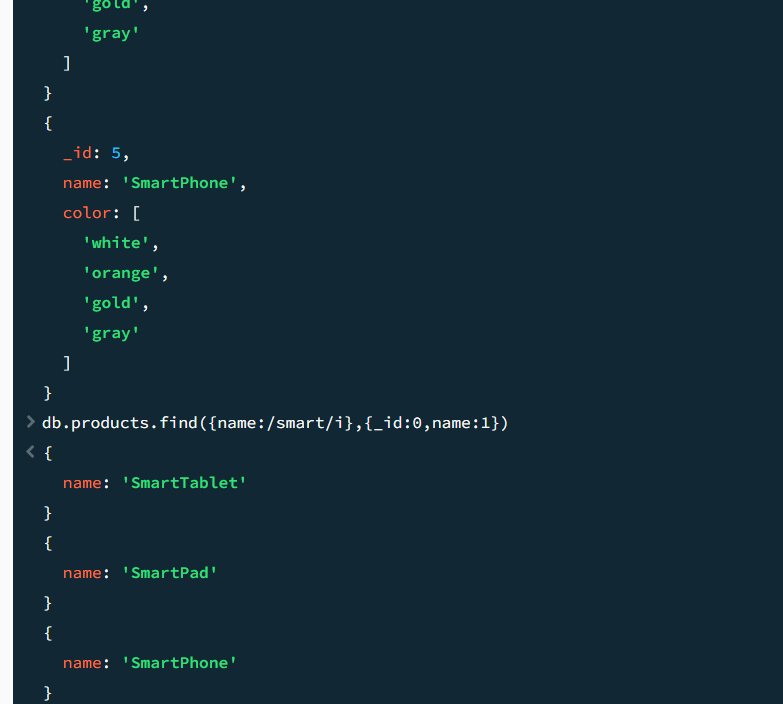 'gold',
'gray'
]
}
{
_id: 5,
name: 'SmartPhone',
color: [
'white',
'orange',
'gold',
'gray'
]
}
> db.products.find({name:/smart/i},{_id:0,name:1})
< {
name: 'SmartTablet'
}
{
name: 'SmartPad'
}
{
name: 'SmartPhone'
}